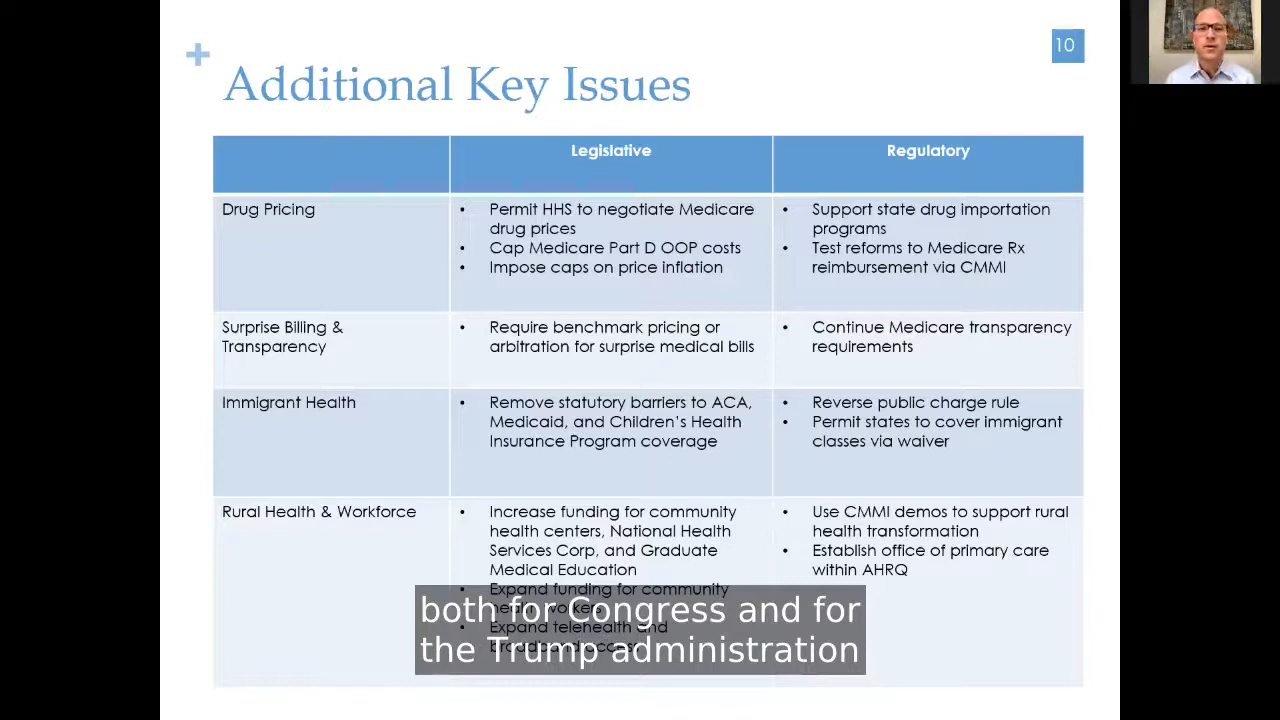 10
Additional Key Issues
Legislative
Regulatory
Drug Pricing
• Permit HHS to negotiate Medicare
drug prices
• Cap Medicare Part D OOP costs
• Impose caps on price inflation
• Support state drug importation
programs
• Test reforms to Medicare Rx
reimbursement via CMMI
Surprise Billing &
Transparency
• Require benchmark pricing or
arbitration for surprise medical bills
• Continue Medicare transparency
requirements
Immigrant Health
• Remove statutory barriers to ACA,
Medicaid, and Children's Health
Insurance Program coverage
• Reverse public charge rule
• Permit states to cover immigrant
classes via waiver
Rural Health & Workforce
• Increase funding for community
health centers, National Health
Services Corp, and Graduate
Medical Education
• Expand funding for community
health workers
• Expand telehealth and
broadband access
• Use CMMI demos to support rural
health transformation
• Establish office of primary care
within AHRQ
both for Congress and for
the Trump administration